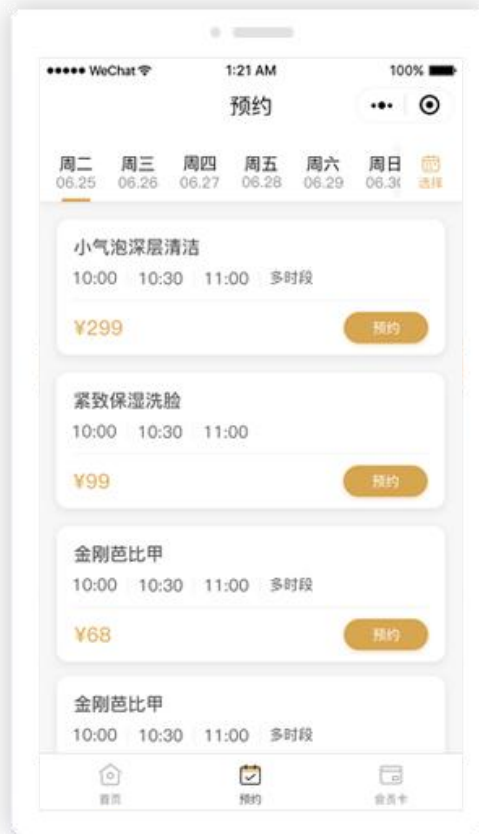 WeChat 1:21 AM 100%
预约
周二 周三 周四 周五 周六 周日
06.25 06.26 06.27 06.28 06.29 06.30 选择
小气泡深层清洁
10:00 10:30 11:00 多时段
¥299 预约
紧致保湿洗脸
10:00 10:30 11:00
¥99 预约
金刚芭比甲
10:00 10:30 11:00 多时段
¥68 预约
金刚芭比甲
10:00 10:30 11:00 多时段
首页 预约 会员卡